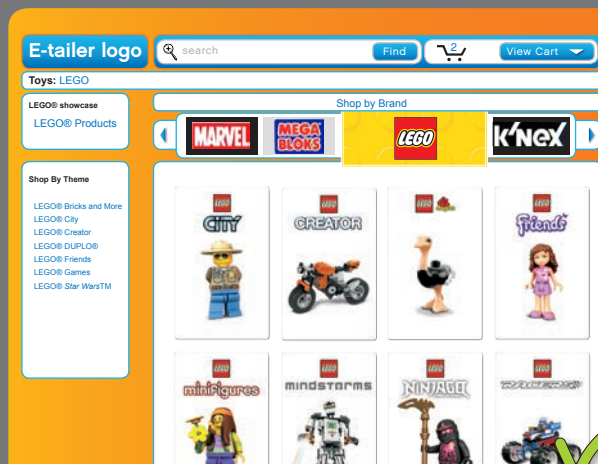 E-tailer logo
search
Find
2
View Cart
Toys: LEGO
LEGO® showcase
LEGO® Products
Shop by Brand
MARVEL
MEGA
BLOKS
LEGO
K'NEX
Shop By Theme
LEGO® Bricks and More
LEGO® City
LEGO® Creator
LEGO® DUPLO®
LEGO® Friends
LEGO® Games
LEGO® Star WarsTM
LEGO
CITY
LEGO
CREATOR
LEGO
LEGO
Friends
LEGO
minifigures
LEGO
mindstorms
LEGO
NINJAGO
LEGO
RACERS